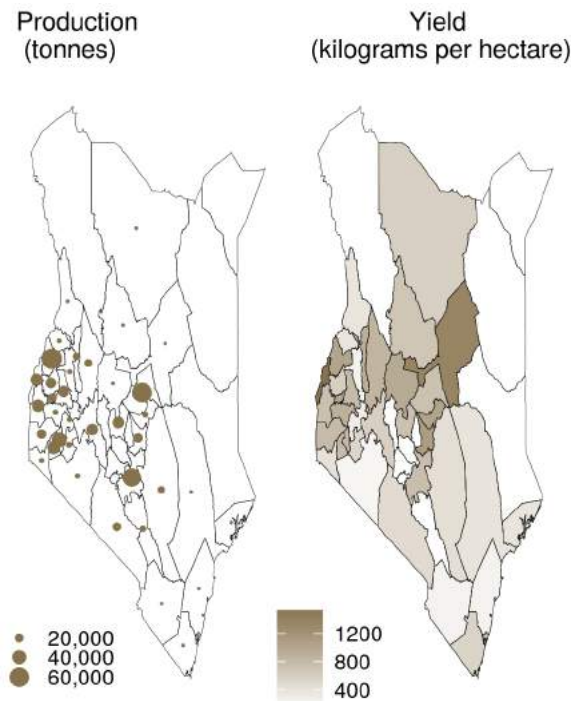 Production
(tonnes)
Yield
(kilograms per hectare)
20,000
40,000
60,000
1200
800
400